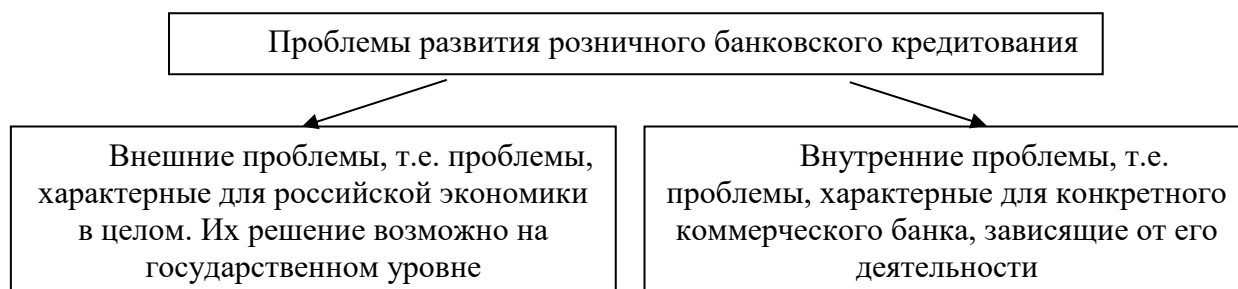 Проблемы развития розничного банковского кредитования
Внешние проблемы, т.е. проблемы,
характерные для российской экономики
в целом. Их решение возможно на
государственном уровне
Внутренние проблемы, т.е.
проблемы, характерные для конкретного
коммерческого банка, зависящие от его
деятельности